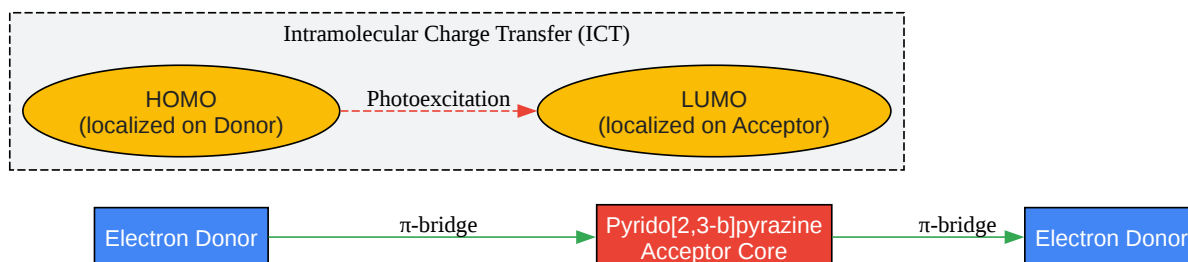 Intramolecular Charge Transfer (ICT)
HOMO
(localized on Donor)
Photoexcitation
LUMO
(localized on Acceptor)
Electron Donor
π-bridge
Pyrido[2,3-b]pyrazine
Acceptor Core
π-bridge
Electron Donor